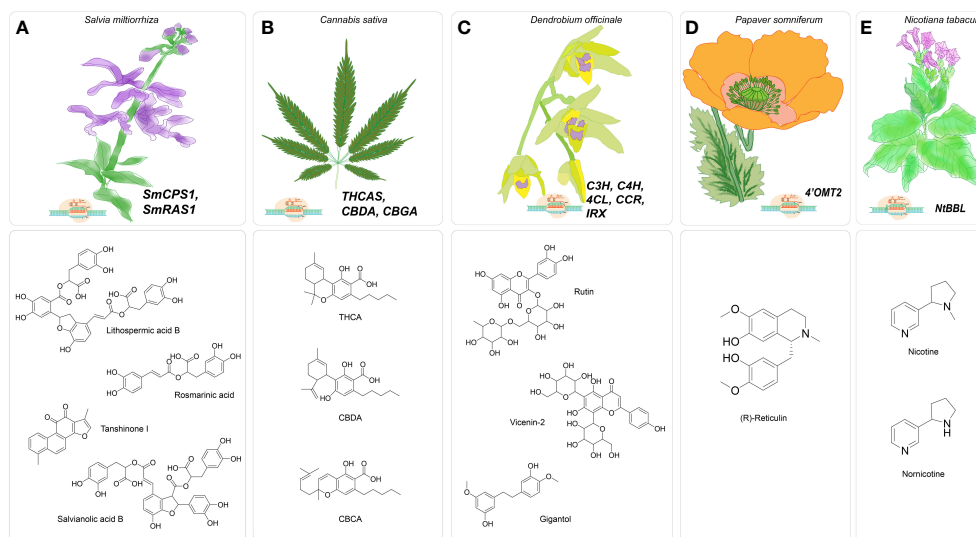 A
Salvia miltiorrhiza
SmCPS1,
SmRAS1
B
Cannabis sativa
THCAS,
CBDA, CBGA
C
Dendrobium officinale
C3H, C4H,
4CL, CCR,
IRX
D
Papaver somniferum
4'OMT2
E
Nicotiana tabacu
NtBBL
Lithospermic acid B
Rosmarinic acid
Tanshinone I
Salvianolic acid B
THCA
CBDA
CBCA
Rutin
Vicenin-2
Gigantol
(R)-Reticulin
Nicotine
Nornicotine